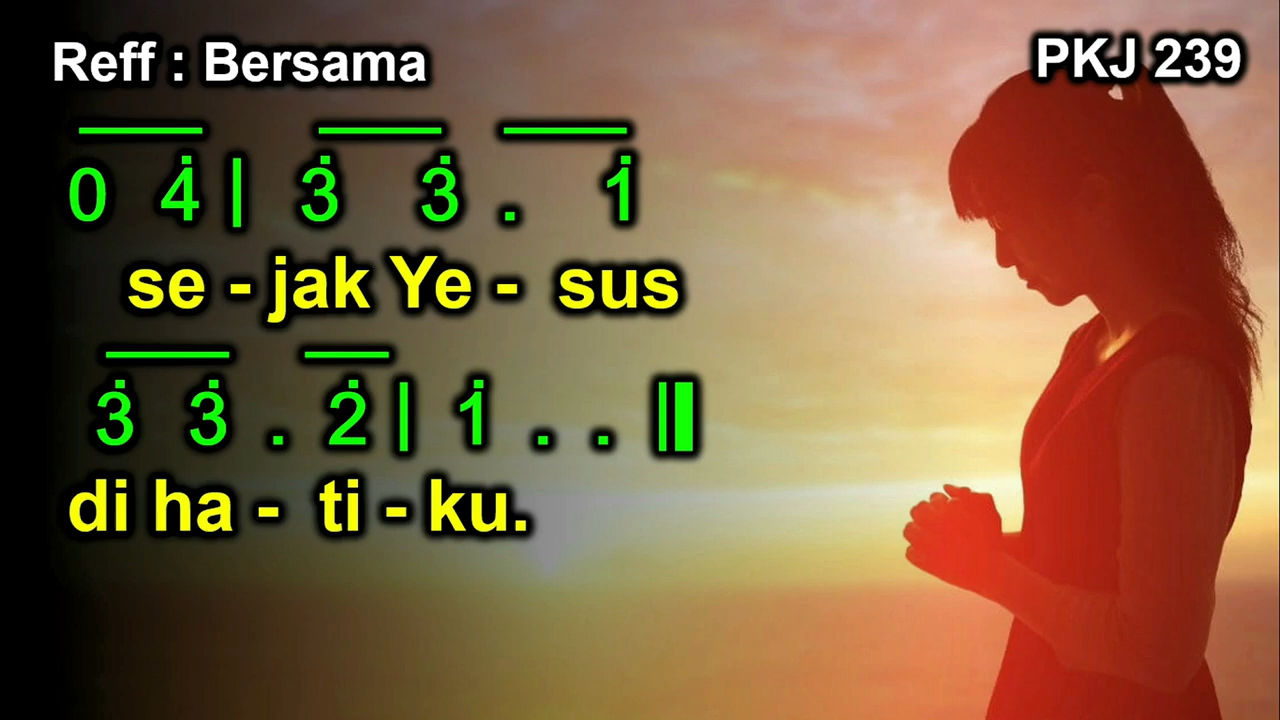 Reff : Bersama
PKJ 239
0 4̇ | 3̇ 3̇ . 1̇
se - jak Ye - sus
3̇ 3̇ . 2̇ | 1̇ . . ||
di ha - ti - ku.